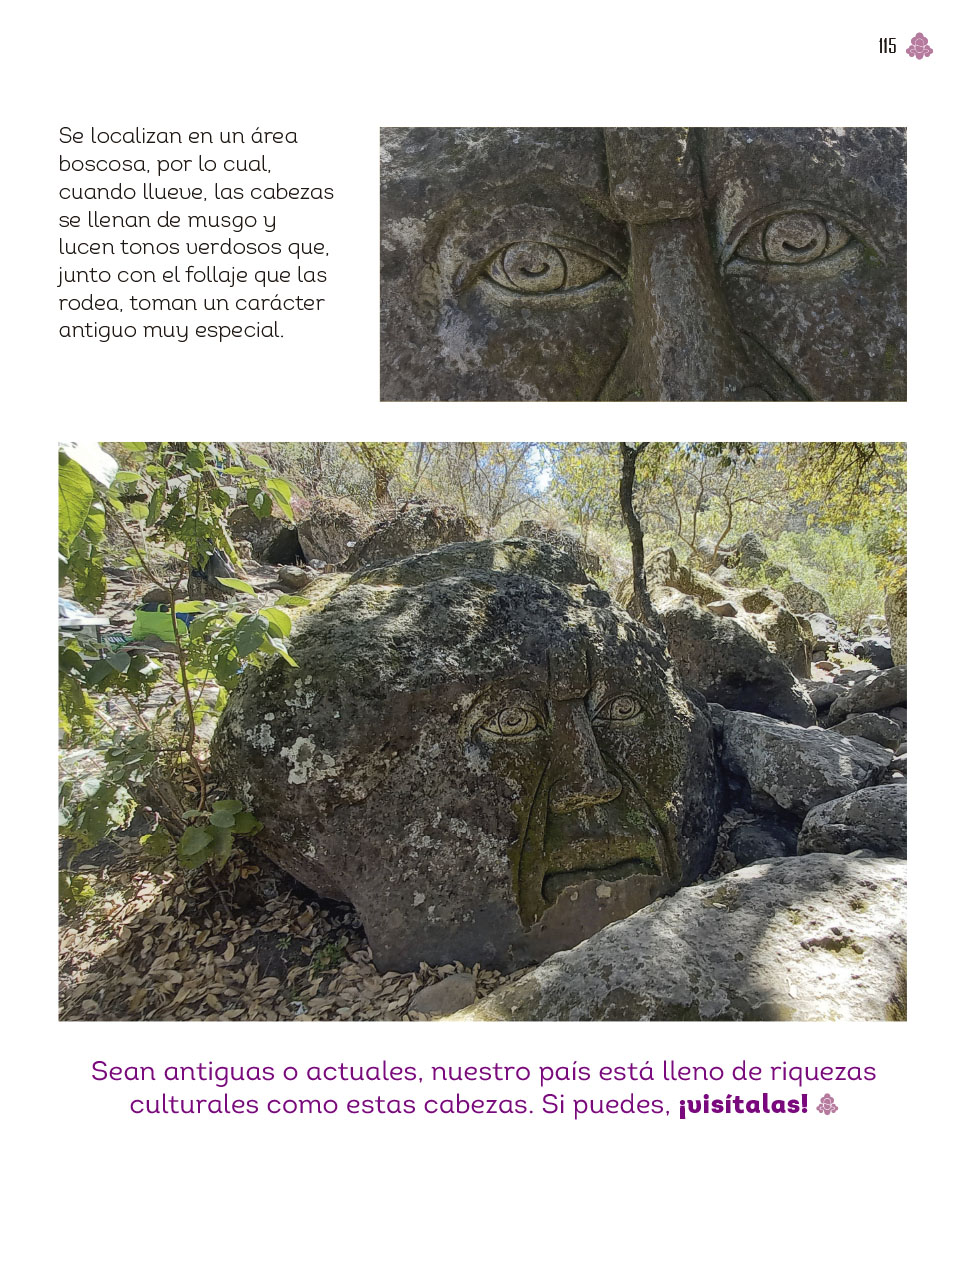 115
Se localizan en un área
boscosa, por lo cual,
cuando llueve, las cabezas
se llenan de musgo y
lucen tonos verdosos que,
junto con el follaje que las
rodea, toman un carácter
antiguo muy especial.
Sean antiguas o actuales, nuestro país está lleno de riquezas
culturales como estas cabezas. Si puedes, ¡visítalas!